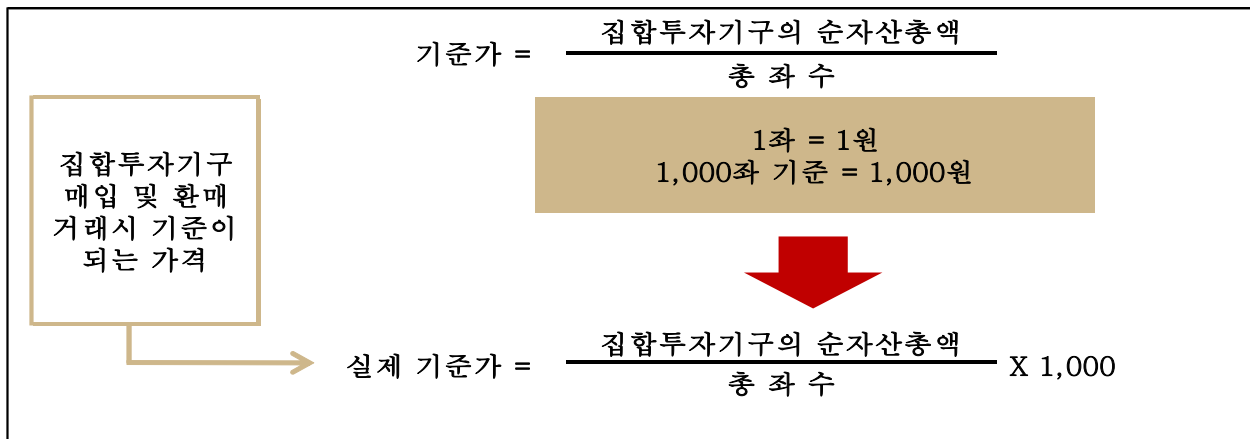 기준가 = 집합투자기구의 순자산총액
총 좌 수
1좌 = 1원
1,000좌 기준 = 1,000원
집합투자기구
매입 및 환매
거래시 기준이
되는 가격
실제 기준가 = 집합투자기구의 순자산총액 X 1,000
총 좌 수